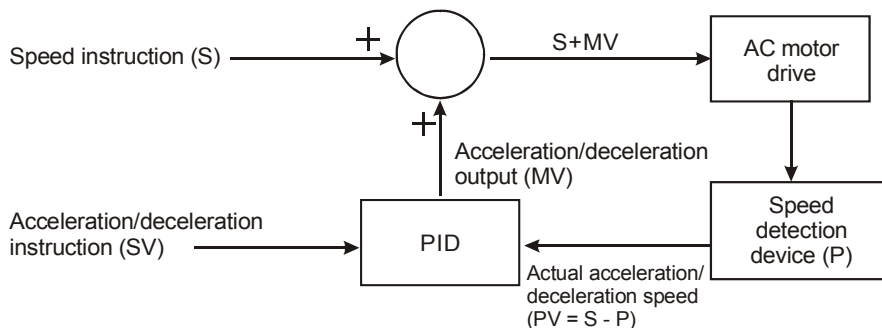 Speed instruction (S)
+
+
S+MV
AC motor
drive
Acceleration/deceleration
output (MV)
Acceleration/deceleration
instruction (SV)
PID
Speed
detection
device (P)
Actual acceleration/
deceleration speed
(PV = S - P)